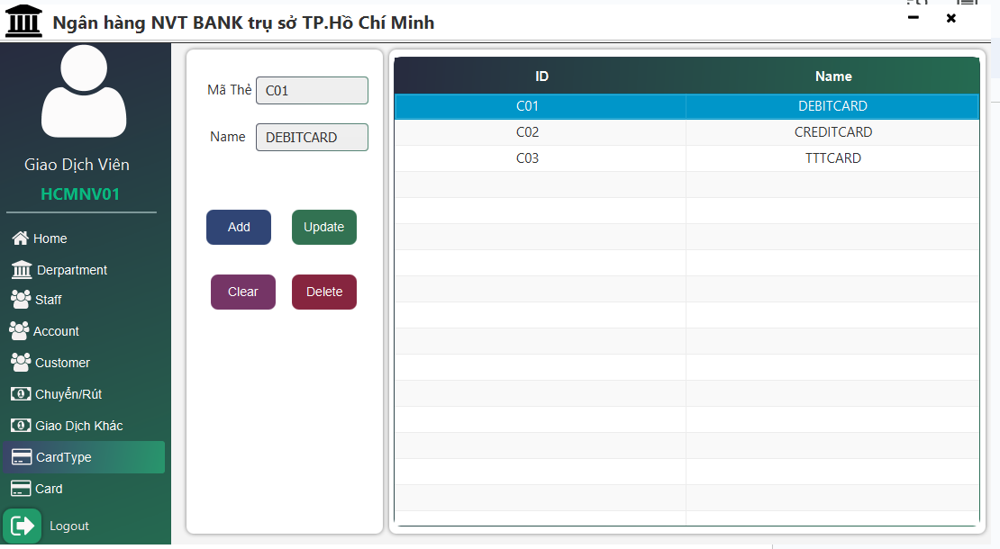 Ngân hàng NVT BANK trụ sở TP.Hồ Chí Minh
Giao Dịch Viên
HCMNV01
Home
Derpartment
Staff
Account
Customer
Chuyển/Rút
Giao Dịch Khác
CardType
Card
Logout
Mã Thẻ C01
Name DEBITCARD
Add Update
Clear Delete
ID Name
C01 DEBITCARD
C02 CREDITCARD
C03 TTTCARD